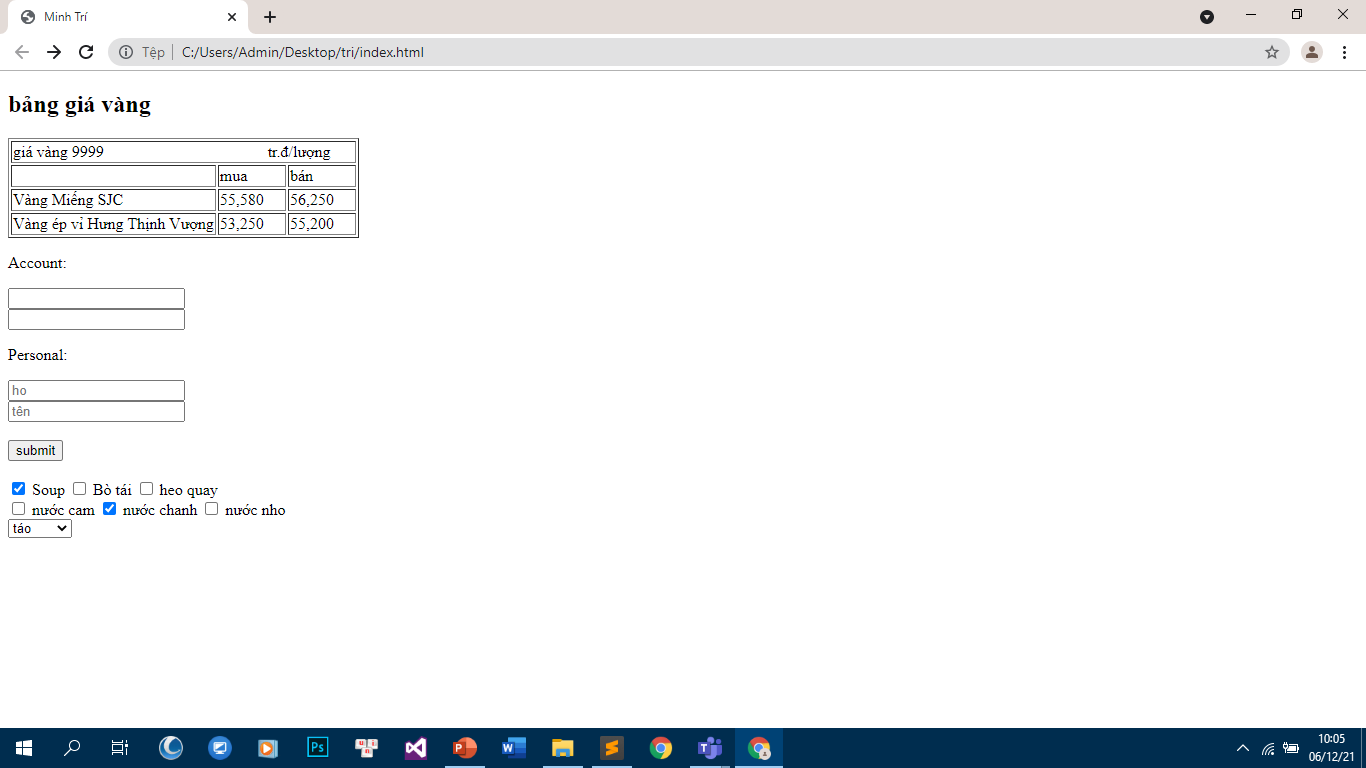 Minh Trí
Tệp C:/Users/Admin/Desktop/tri/index.html
bảng giá vàng
giá vàng 9999 tr.đ/lượng
mua bán
Vàng Miếng SJC 55,580 56,250
Vàng ép vỉ Hưng Thịnh Vượng 53,250 55,200
Account:
Personal:
ho
tên
submit
Soup Bò tái heo quay
nước cam nước chanh nước nho
táo
10:05
06/12/21